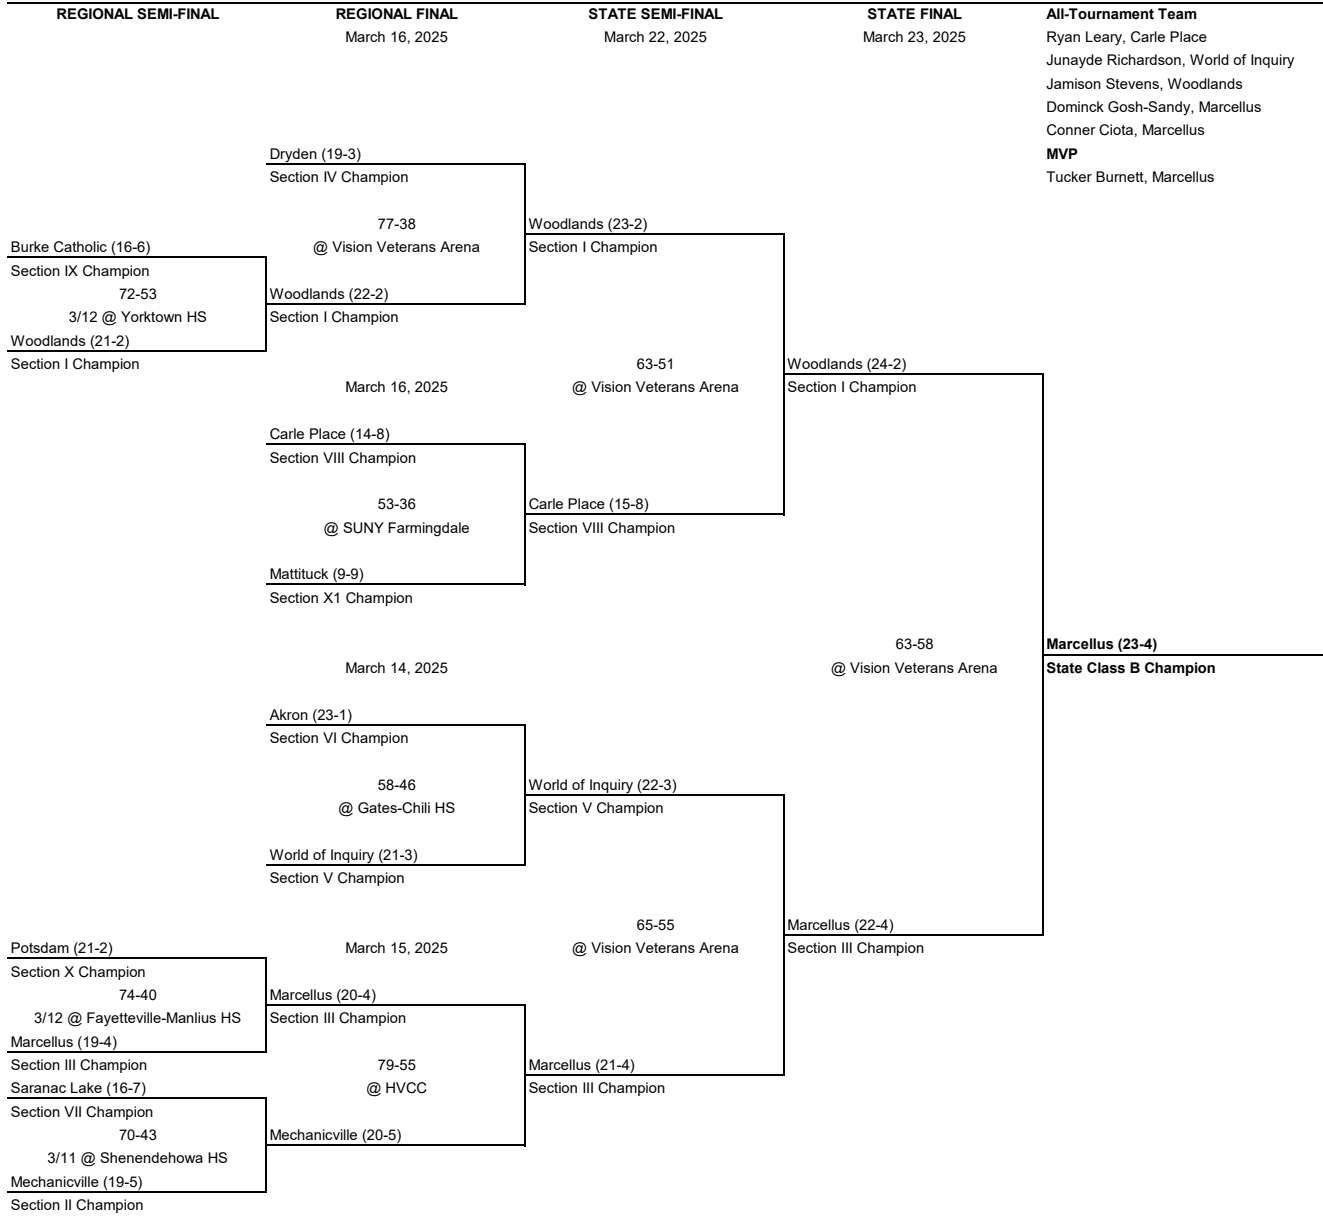 REGIONAL SEMI-FINAL
REGIONAL FINAL
STATE SEMI-FINAL
STATE FINAL
All-Tournament Team
March 16, 2025
March 22, 2025
March 23, 2025
Ryan Leary, Carle Place
Junayde Richardson, World of Inquiry
Jamison Stevens, Woodlands
Dominck Gosh-Sandy, Marcellus
Conner Ciota, Marcellus
MVP
Tucker Burnett, Marcellus
Dryden (19-3)
Section IV Champion
77-38
@ Vision Veterans Arena
Woodlands (23-2)
Section I Champion
Burke Catholic (16-6)
Section IX Champion
72-53
3/12 @ Yorktown HS
Woodlands (21-2)
Section I Champion
Woodlands (22-2)
Section I Champion
63-51
@ Vision Veterans Arena
Woodlands (24-2)
Section I Champion
March 16, 2025
Carle Place (14-8)
Section VIII Champion
53-36
@ SUNY Farmingdale
Carle Place (15-8)
Section VIII Champion
Mattituck (9-9)
Section X1 Champion
63-58
@ Vision Veterans Arena
Marcellus (23-4)
State Class B Champion
March 14, 2025
Akron (23-1)
Section VI Champion
58-46
@ Gates-Chili HS
World of Inquiry (22-3)
Section V Champion
World of Inquiry (21-3)
Section V Champion
65-55
@ Vision Veterans Arena
Marcellus (22-4)
Section III Champion
Potsdam (21-2)
Section X Champion
74-40
3/12 @ Fayetteville-Manlius HS
Marcellus (19-4)
Section III Champion
March 15, 2025
Marcellus (20-4)
Section III Champion
79-55
@ HVCC
Marcellus (21-4)
Section III Champion
Saranac Lake (16-7)
Section VII Champion
70-43
3/11 @ Shenendehowa HS
Mechanicville (19-5)
Section II Champion
Mechanicville (20-5)